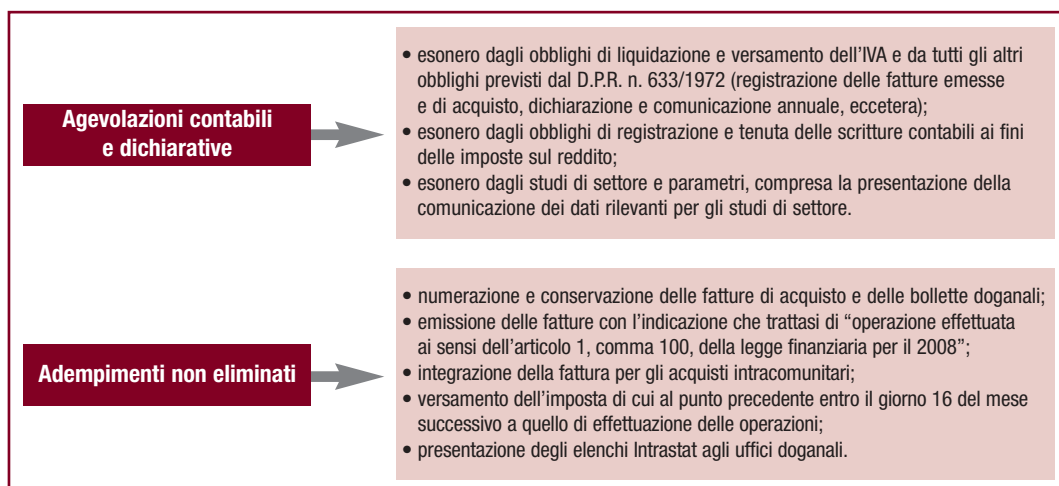 Agevolazioni contabili
e dichiarative
• esonero dagli obblighi di liquidazione e versamento dell’IVA e da tutti gli altri
obblighi previsti dal D.P.R. n. 633/1972 (registrazione delle fatture emesse
e di acquisto, dichiarazione e comunicazione annuale, eccetera);
• esonero dagli obblighi di registrazione e tenuta delle scritture contabili ai fini
delle imposte sul reddito;
• esonero dagli studi di settore e parametri, compresa la presentazione della
comunicazione dei dati rilevanti per gli studi di settore.
Adempimenti non eliminati
• numerazione e conservazione delle fatture di acquisto e delle bollette doganali;
• emissione delle fatture con l’indicazione che trattasi di “operazione effettuata
ai sensi dell’articolo 1, comma 100, della legge finanziaria per il 2008”;
• integrazione della fattura per gli acquisti intracomunitari;
• versamento dell’imposta di cui al punto precedente entro il giorno 16 del mese
successivo a quello di effettuazione delle operazioni;
• presentazione degli elenchi Intrastat agli uffici doganali.